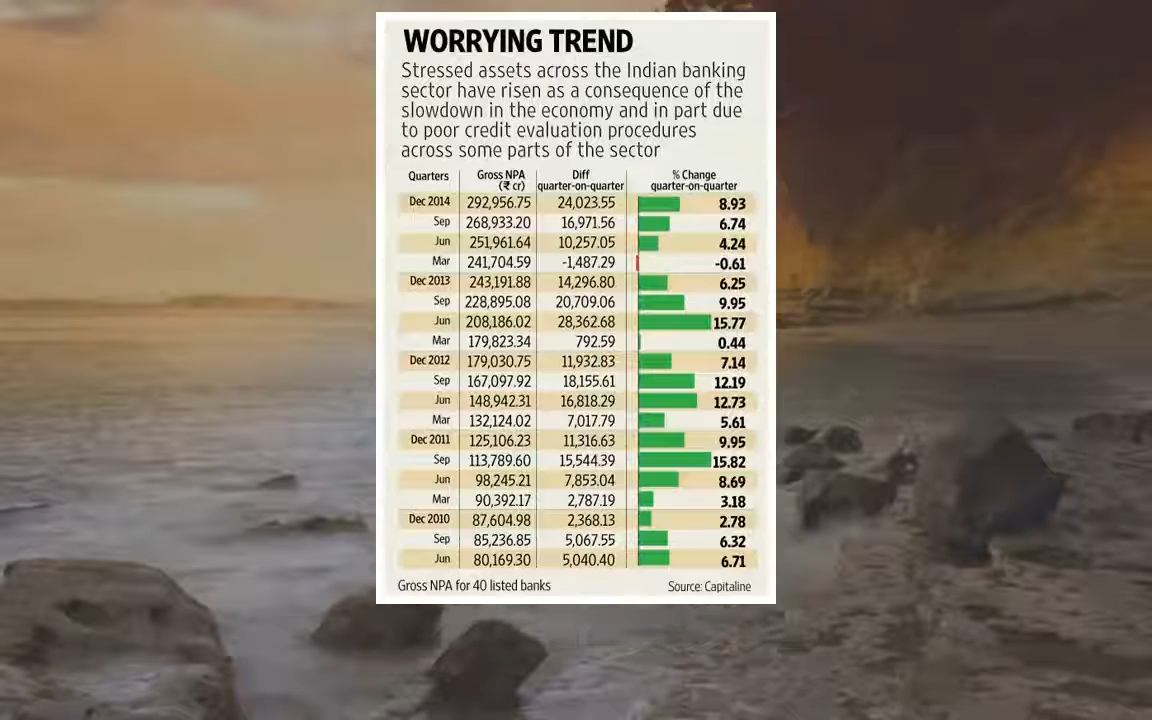 WORRYING TREND
Stressed assets across the Indian banking
sector have risen as a consequence of the
slowdown in the economy and in part due
to poor credit evaluation procedures
across some parts of the sector
Quarters Gross NPA (₹ cr) Diff quarter-on-quarter % Change quarter-on-quarter
Dec 2014 292,956.75 24,023.55 8.93
Sep 268,933.20 16,971.56 6.74
Jun 251,961.64 10,257.05 4.24
Mar 241,704.59 -1,487.29 -0.61
Dec 2013 243,191.88 14,296.80 6.25
Sep 228,895.08 20,709.06 9.95
Jun 208,186.02 28,362.68 15.77
Mar 179,823.34 792.59 0.44
Dec 2012 179,030.75 11,932.83 7.14
Sep 167,097.92 18,155.61 12.19
Jun 148,942.31 16,818.29 12.73
Mar 132,124.02 7,017.79 5.61
Dec 2011 125,106.23 11,316.63 9.95
Sep 113,789.60 15,544.39 15.82
Jun 98,245.21 7,853.04 8.69
Mar 90,392.17 2,787.19 3.18
Dec 2010 87,604.98 2,368.13 2.78
Sep 85,236.85 5,067.55 6.32
Jun 80,169.30 5,040.40 6.71
Gross NPA for 40 listed banks Source: Capitaline